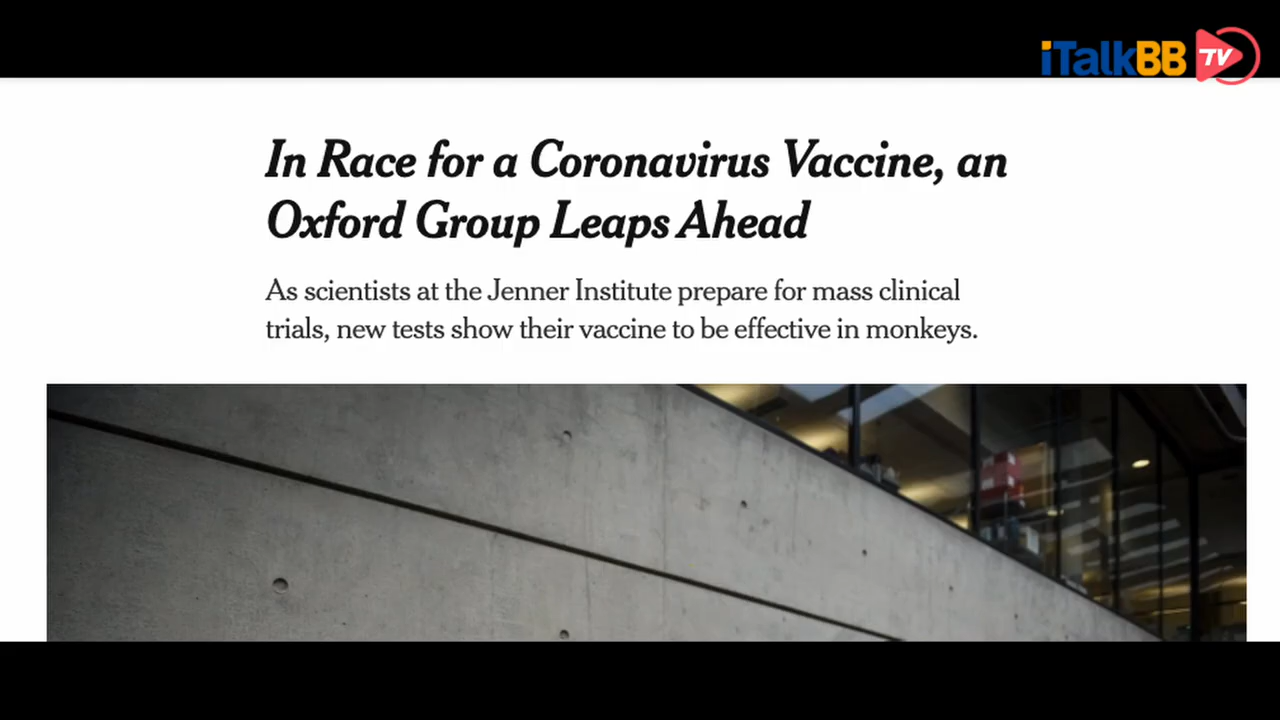 iTalkBB TV
In Race for a Coronavirus Vaccine, an
Oxford Group Leaps Ahead
As scientists at the Jenner Institute prepare for mass clinical
trials, new tests show their vaccine to be effective in monkeys.